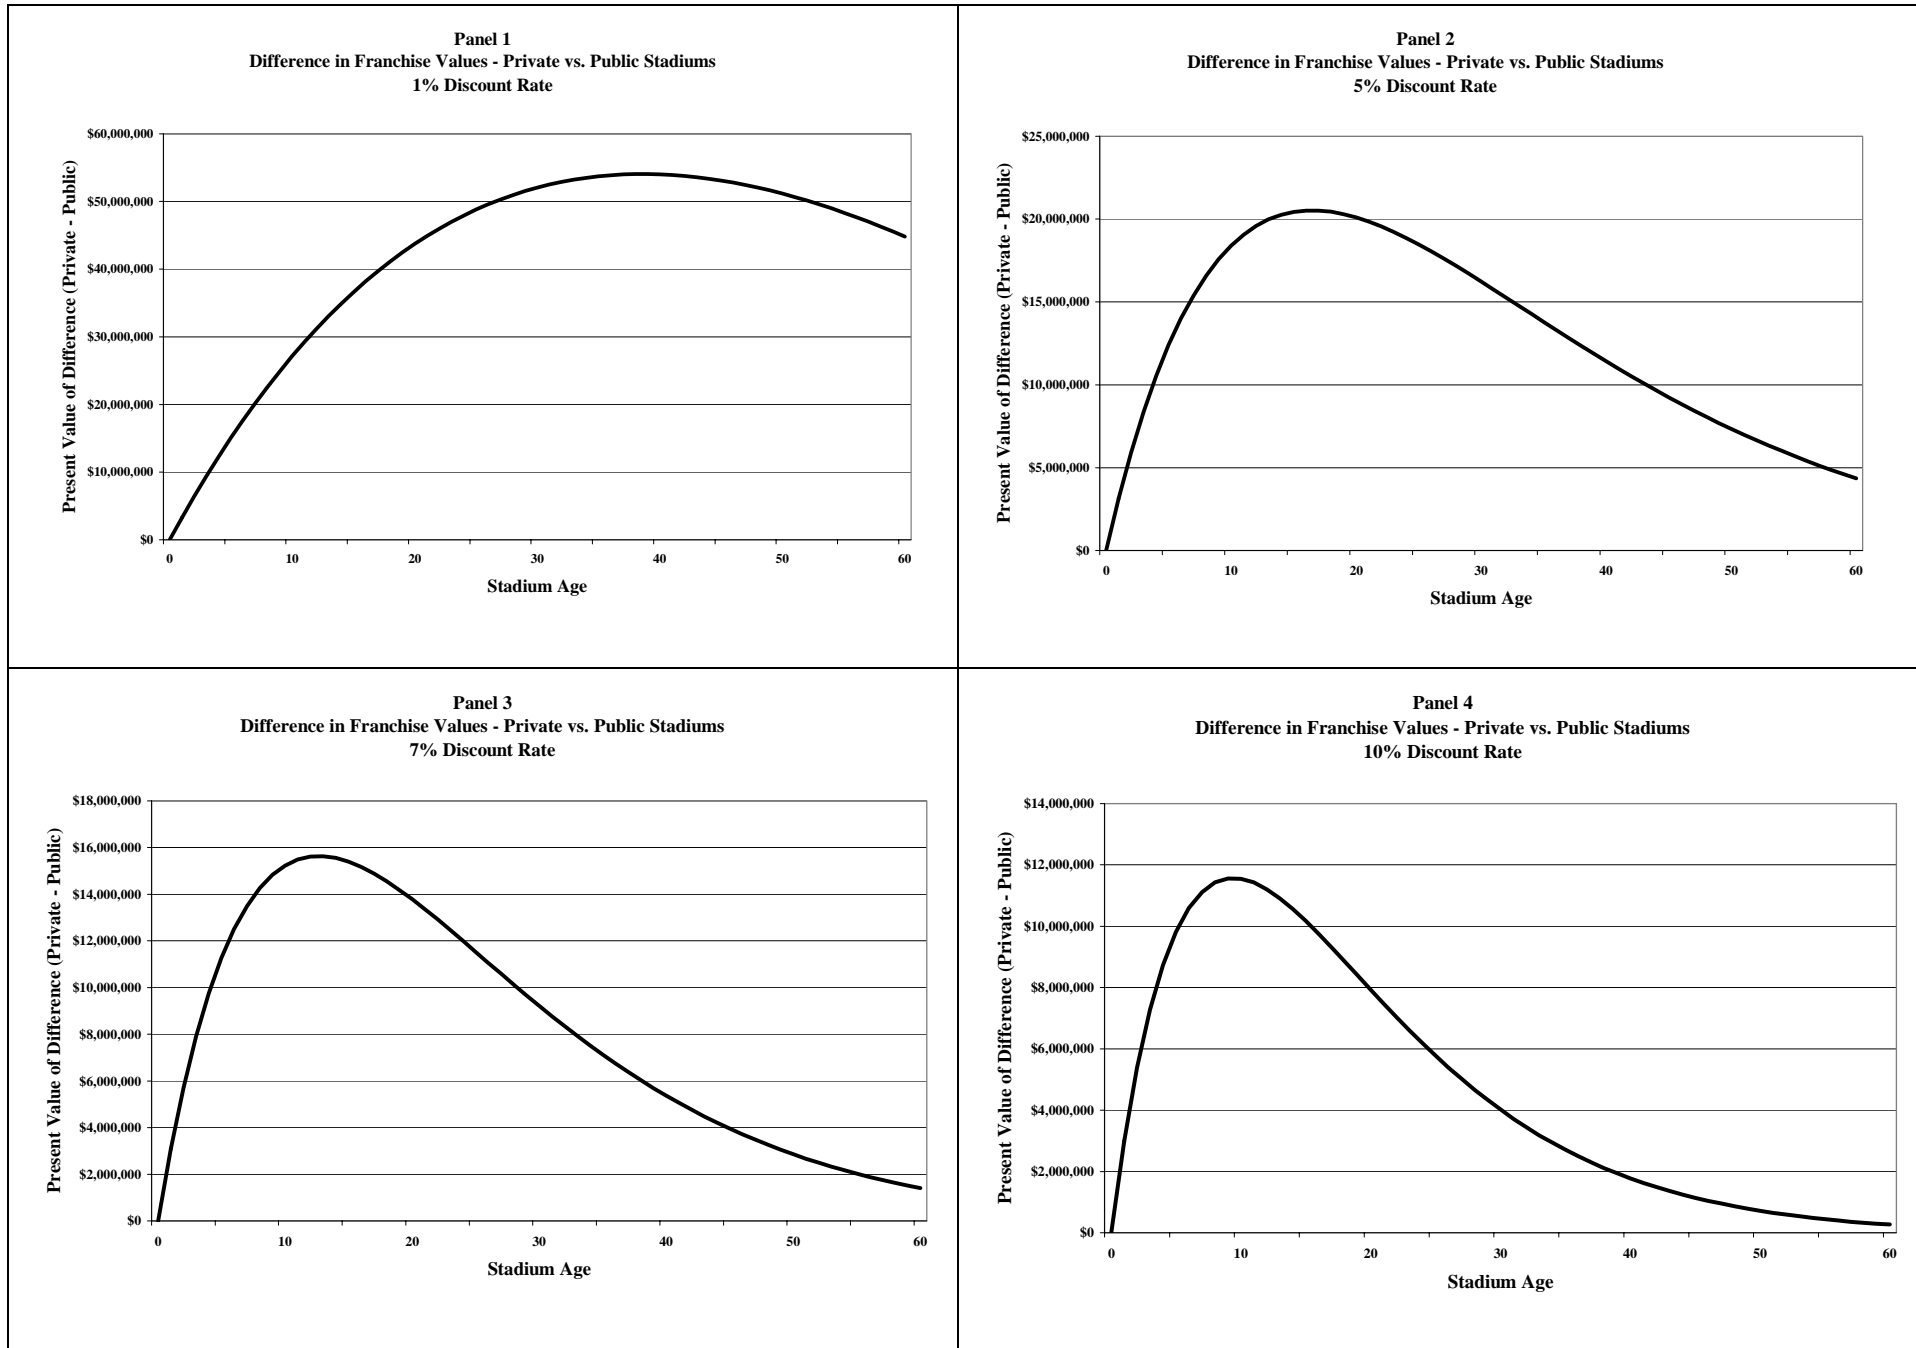 Panel 1
Difference in Franchise Values - Private vs. Public Stadiums
1% Discount Rate
Present Value of Difference (Private - Public)
$60,000,000
$50,000,000
$40,000,000
$30,000,000
$20,000,000
$10,000,000
$0
0 10 20 30 40 50 60
Stadium Age
Panel 2
Difference in Franchise Values - Private vs. Public Stadiums
5% Discount Rate
Present Value of Difference (Private - Public)
$25,000,000
$20,000,000
$15,000,000
$10,000,000
$5,000,000
$0
0 10 20 30 40 50 60
Stadium Age
Panel 3
Difference in Franchise Values - Private vs. Public Stadiums
7% Discount Rate
Present Value of Difference (Private - Public)
$18,000,000
$16,000,000
$14,000,000
$12,000,000
$10,000,000
$8,000,000
$6,000,000
$4,000,000
$2,000,000
$0
0 10 20 30 40 50 60
Stadium Age
Panel 4
Difference in Franchise Values - Private vs. Public Stadiums
10% Discount Rate
Present Value of Difference (Private - Public)
$14,000,000
$12,000,000
$10,000,000
$8,000,000
$6,000,000
$4,000,000
$2,000,000
$0
0 10 20 30 40 50 60
Stadium Age